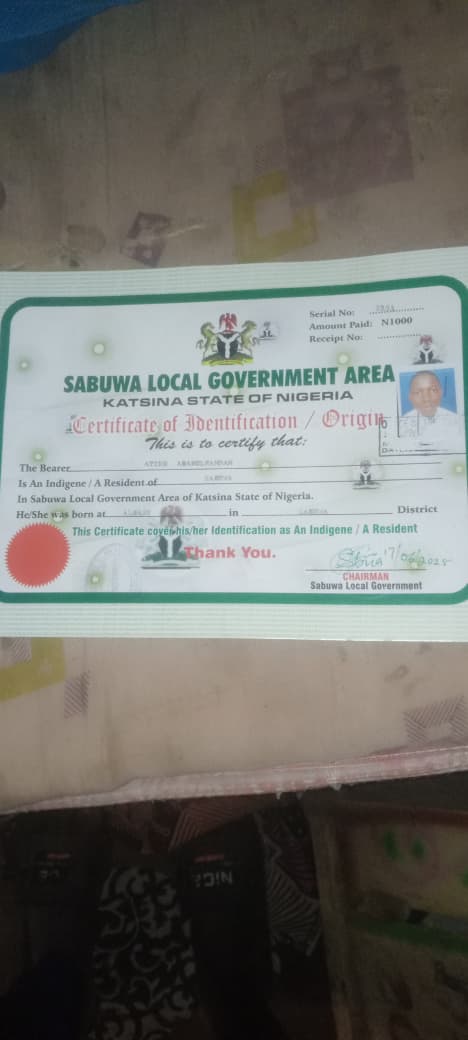 Serial No:
Amount Paid: N1000
Receipt No:
SABUWA LOCAL GOVERNMENT AREA
KATSINA STATE OF NIGERIA
Certificate of Identification / Origin
This is to certify that:
The Bearer
Is An Indigene / A Resident of SABUWA
In Sabuwa Local Government Area of Katsina State of Nigeria.
He/She was born at in SABUWA District
This Certificate cover his/her Identification as An Indigene / A Resident
Thank You.
CHAIRMAN
Sabuwa Local Government